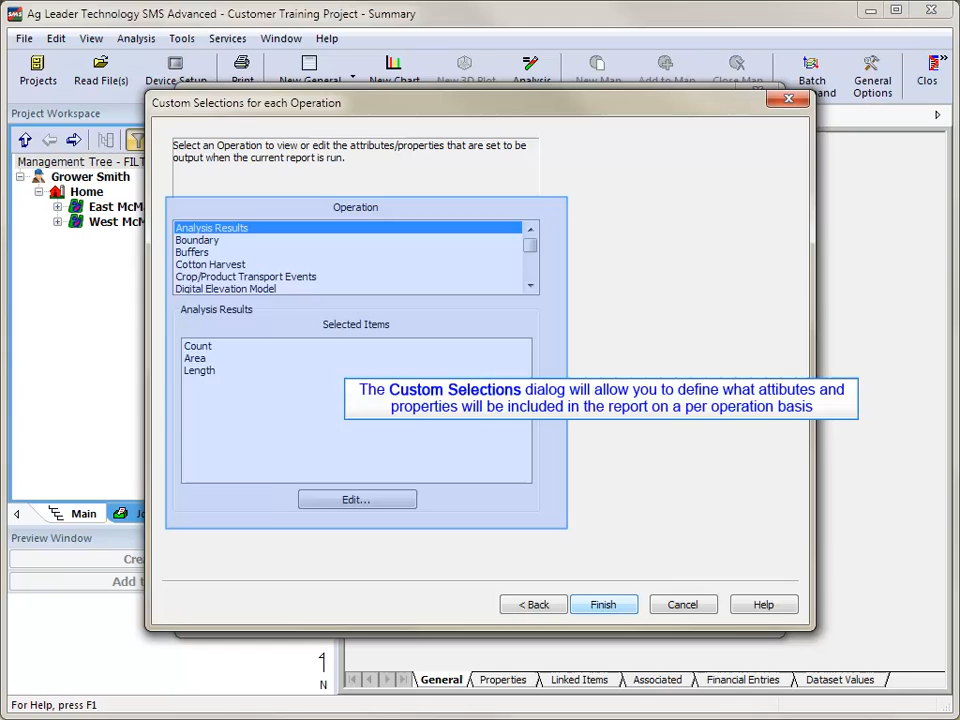 Ag Leader Technology SMS Advanced - Customer Training Project - Summary
File Edit View Analysis Tools Services Window Help
Projects Read File(s) Device Setup Print New General New Chart New 3D Plot Analysis New Map Add to Map Close Map Batch General Options Clos
Custom Selections for each Operation
Project Workspace
Select an Operation to view or edit the attributes/properties that are set to be
output when the current report is run.
Management Tree - FILT
Grower Smith
Home
East McM
West McM
Operation
Analysis Results
Boundary
Buffers
Cotton Harvest
Crop/Product Transport Events
Digital Elevation Model
Analysis Results
Selected Items
Count
Area
Length
The Custom Selections dialog will allow you to define what attibutes and
properties will be included in the report on a per operation basis
Edit...
Main
Preview Window
Cre
Add t
< Back Finish Cancel Help
N
General Properties Linked Items Associated Financial Entries Dataset Values
For Help, press F1